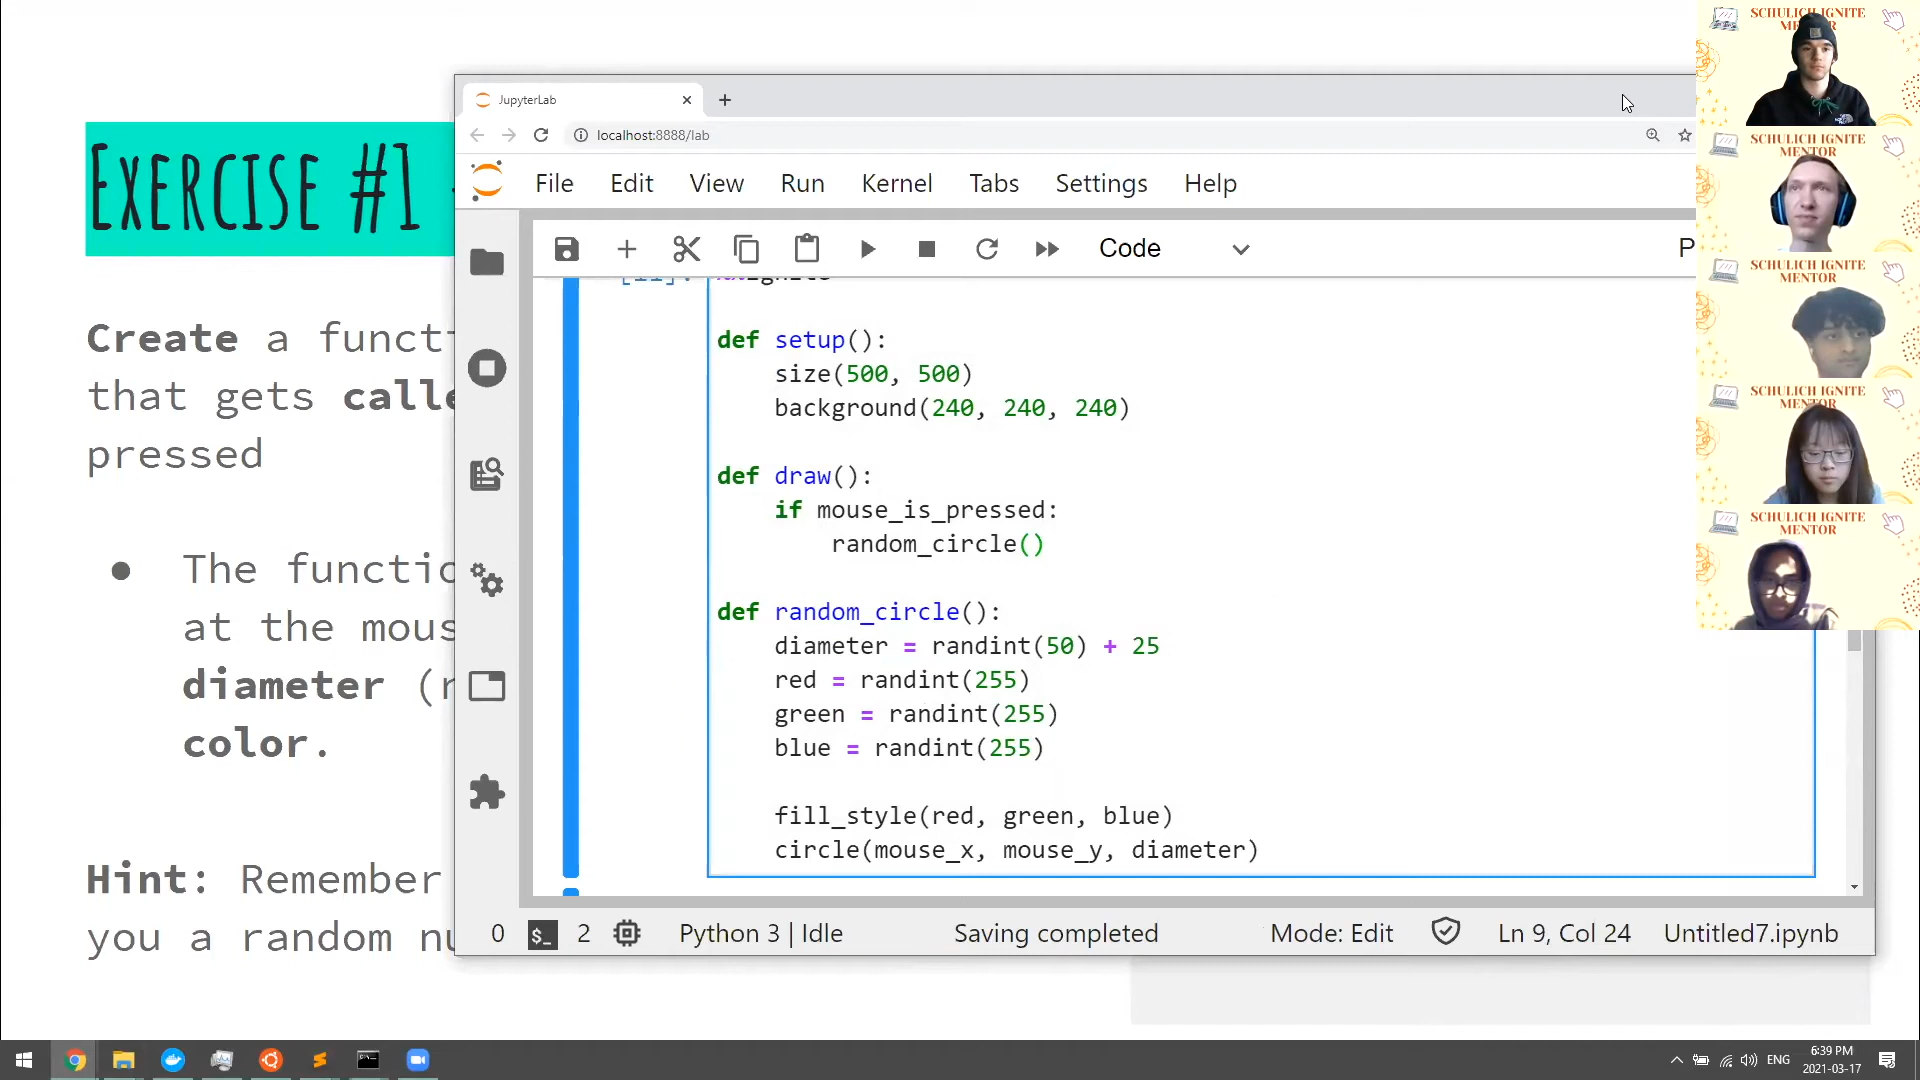 EXERCISE #1
Create a functi
that gets calle
pressed
The functio
at the mous
diameter (r
color.
Hint: Remember
you a random nu
JupyterLab
localhost:8888/lab
File Edit View Run Kernel Tabs Settings Help
Code
P
def setup():
size(500, 500)
background(240, 240, 240)
def draw():
if mouse_is_pressed:
random_circle()
def random_circle():
diameter = randint(50) + 25
red = randint(255)
green = randint(255)
blue = randint(255)
fill_style(red, green, blue)
circle(mouse_x, mouse_y, diameter)
0 $_ 2 Python 3 | Idle Saving completed Mode: Edit Ln 9, Col 24 Untitled7.ipynb
SCHULICH IGNITE
SCHULICH IGNITE
MENTOR
SCHULICH IGNITE
MENTOR
SCHULICH IGNITE
MENTOR
SCHULICH IGNITE
MENTOR
ENG
6:39 PM
2021-03-17